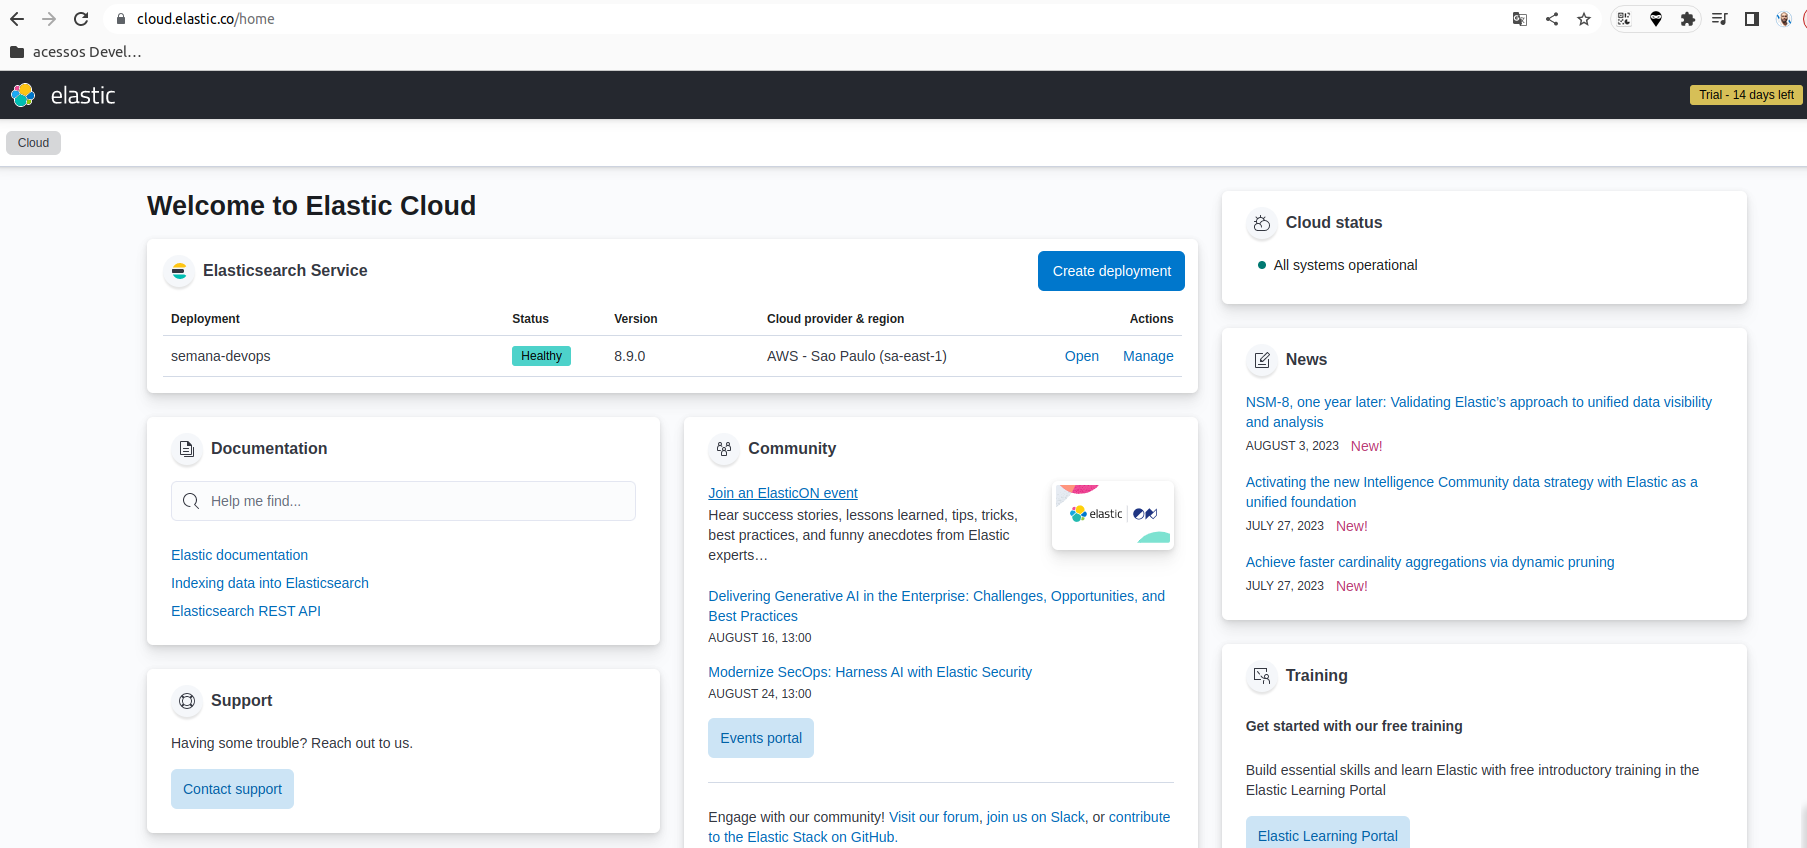 cloud.elastic.co/home
acessos Devel...
elastic
Trial - 14 days left
Cloud
Welcome to Elastic Cloud
Elasticsearch Service
Create deployment
Deployment Status Version Cloud provider & region Actions
semana-devops Healthy 8.9.0 AWS - Sao Paulo (sa-east-1) Open Manage
Documentation
Help me find...
Elastic documentation
Indexing data into Elasticsearch
Elasticsearch REST API
Support
Having some trouble? Reach out to us.
Contact support
Community
Join an ElasticON event
Hear success stories, lessons learned, tips, tricks,
best practices, and funny anecdotes from Elastic
experts…
elastic
Delivering Generative AI in the Enterprise: Challenges, Opportunities, and
Best Practices
AUGUST 16, 13:00
Modernize SecOps: Harness AI with Elastic Security
AUGUST 24, 13:00
Events portal
Engage with our community! Visit our forum, join us on Slack, or contribute
to the Elastic Stack on GitHub.
Cloud status
All systems operational
News
NSM-8, one year later: Validating Elastic's approach to unified data visibility
and analysis
AUGUST 3, 2023 New!
Activating the new Intelligence Community data strategy with Elastic as a
unified foundation
JULY 27, 2023 New!
Achieve faster cardinality aggregations via dynamic pruning
JULY 27, 2023 New!
Training
Get started with our free training
Build essential skills and learn Elastic with free introductory training in the
Elastic Learning Portal
Elastic Learning Portal